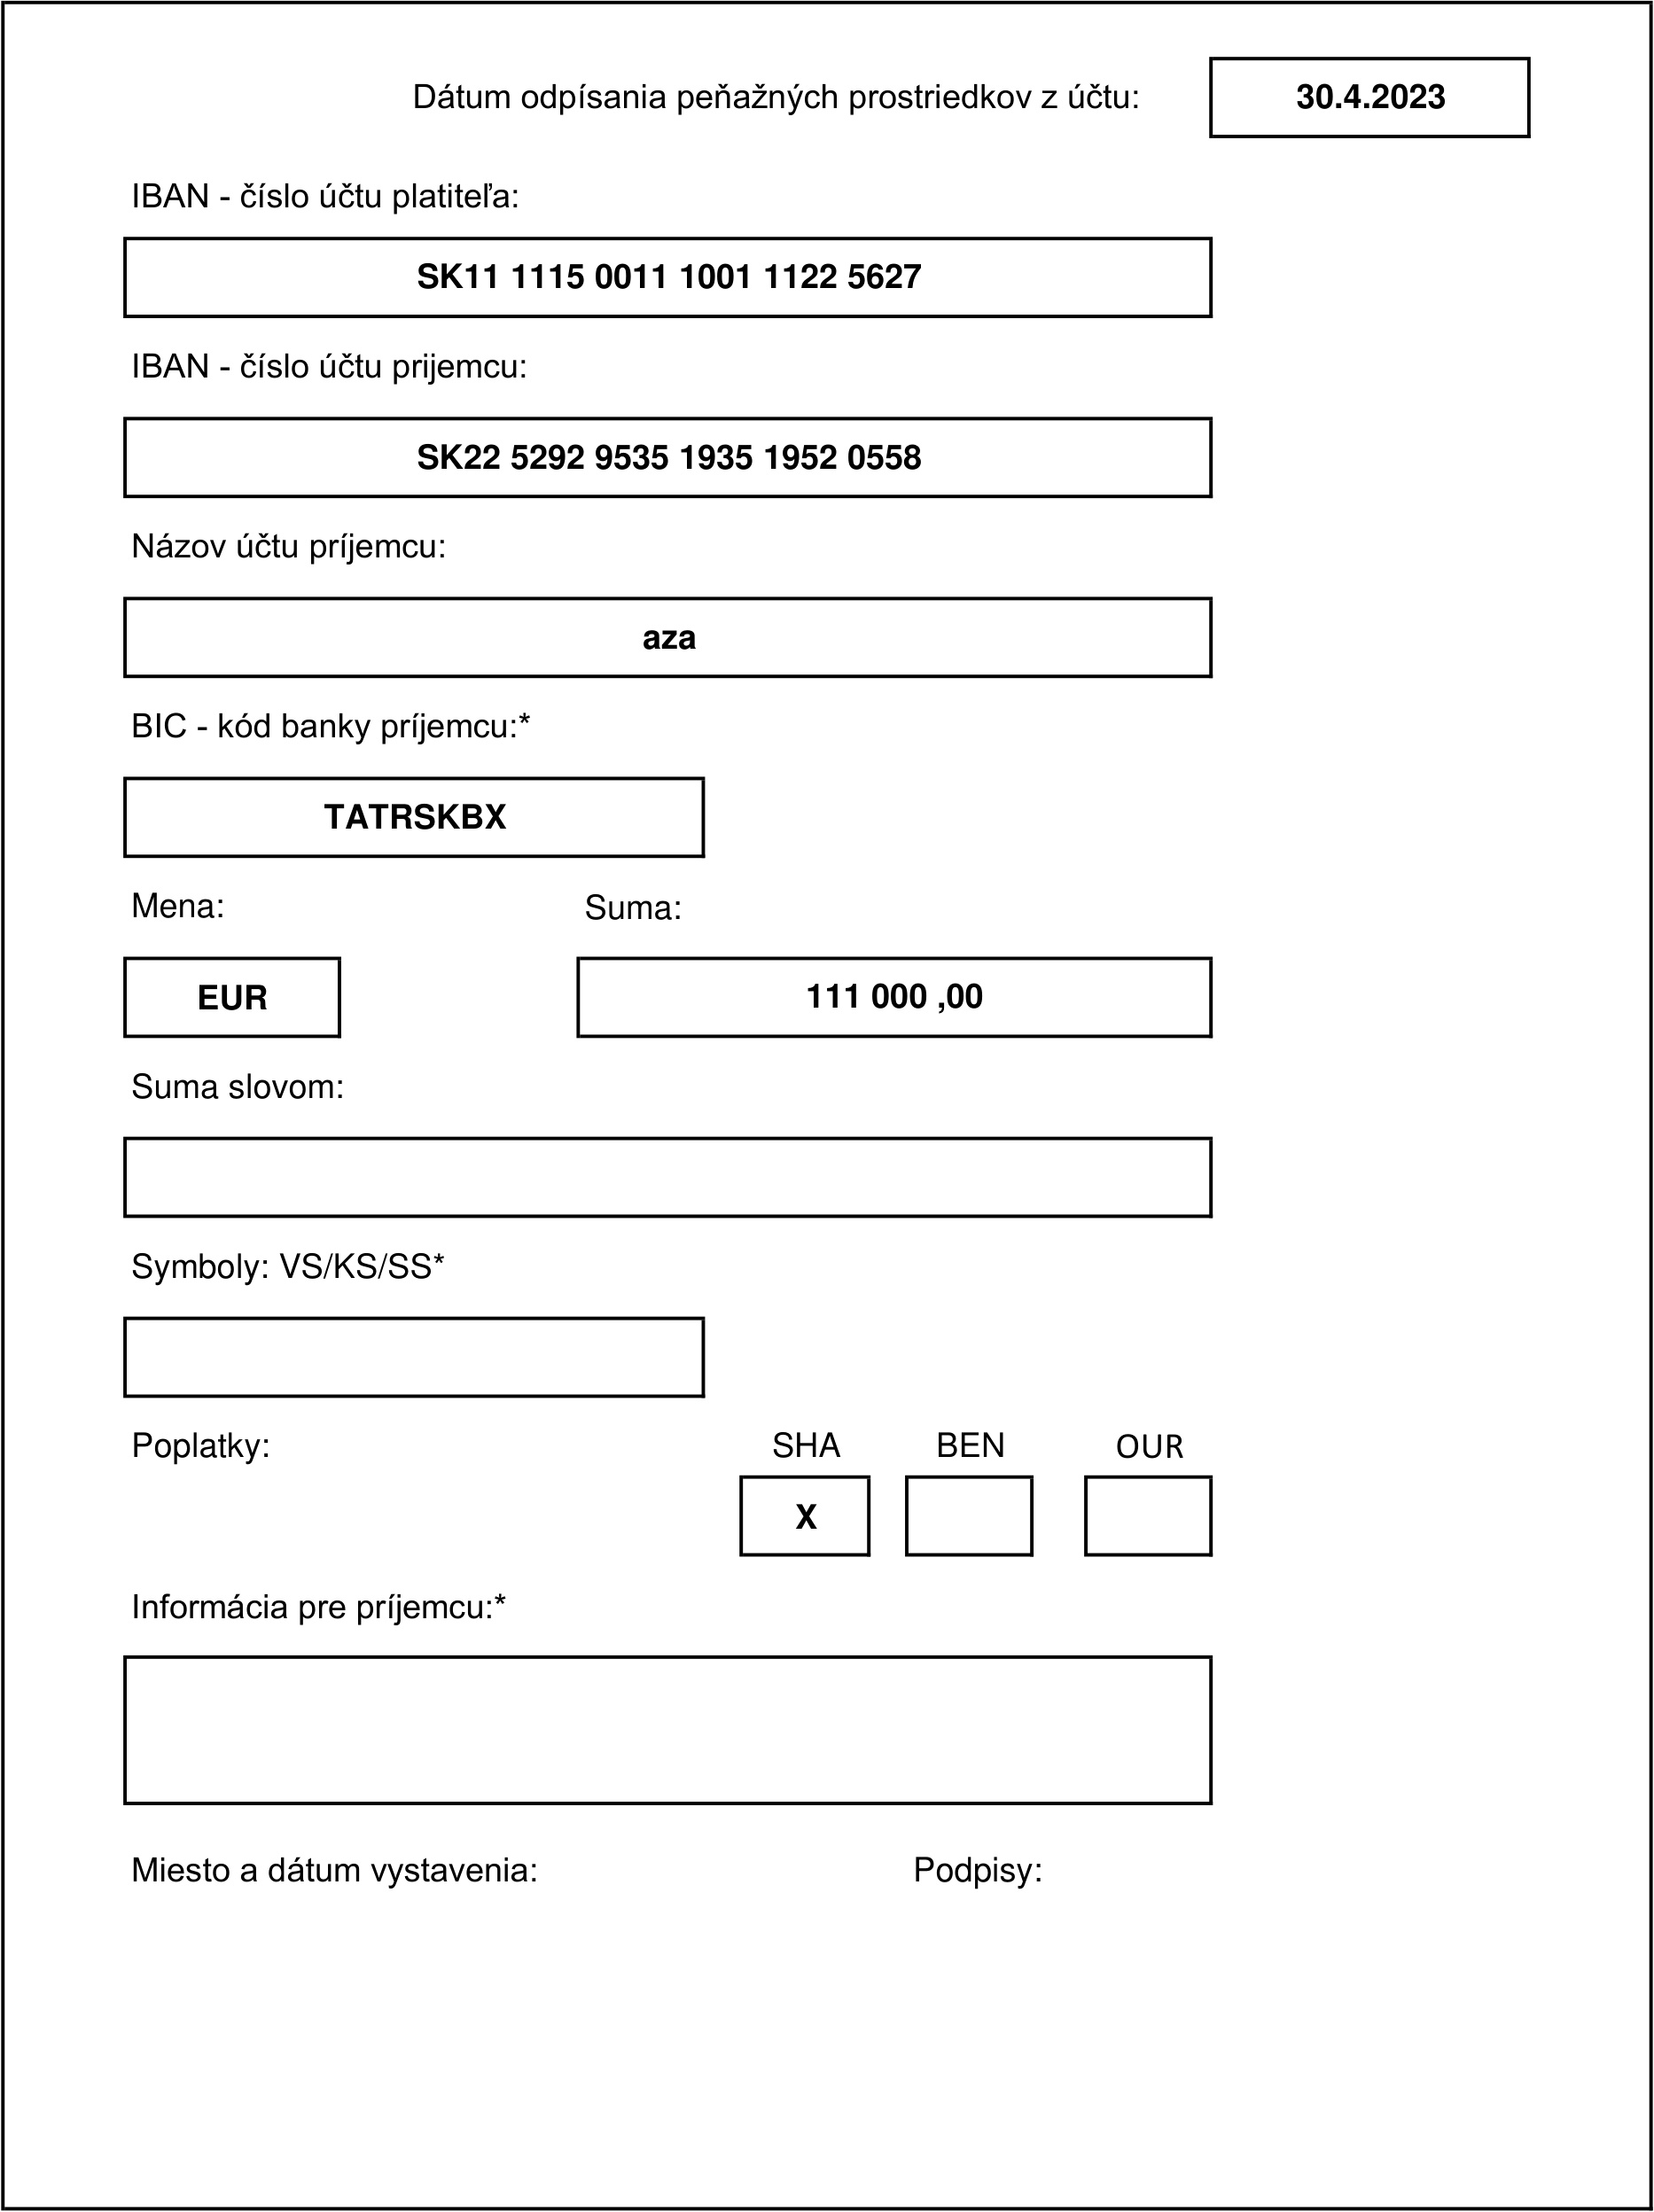 Dátum odpísania peňažných prostriedkov z účtu: 30.4.2023
IBAN - číslo účtu platiteľa:
SK11 1115 0011 1001 1122 5627
IBAN - číslo účtu prijemcu:
SK22 5292 9535 1935 1952 0558
Názov účtu príjemcu:
aza
BIC - kód banky príjemcu:*
TATRSKBX
Mena: Suma:
EUR 111 000 ,00
Suma slovom:
Symboly: VS/KS/SS*
Poplatky: SHA BEN OUR
X
Informácia pre príjemcu:*
Miesto a dátum vystavenia: Podpisy: